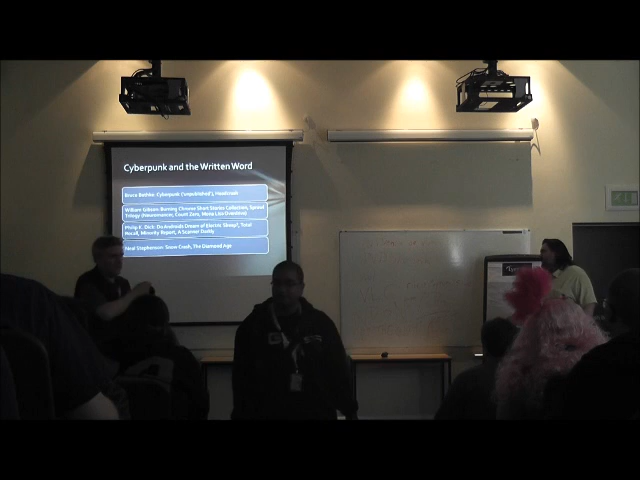 Cyberpunk and the Written Word
Bruce Bethke: Cyberpunk ('unpublished'), Headcrash
William Gibson: Burning Chrome Short Stories Collection, Sprawl
Trilogy (Neuromancer, Count Zero, Mona Lisa Overdrive)
Philip K. Dick: Do Androids Dream of Electric Sheep?, Total
Recall, Minority Report, A Scanner Darkly
Neal Stephenson: Snow Crash, The Diamond Age